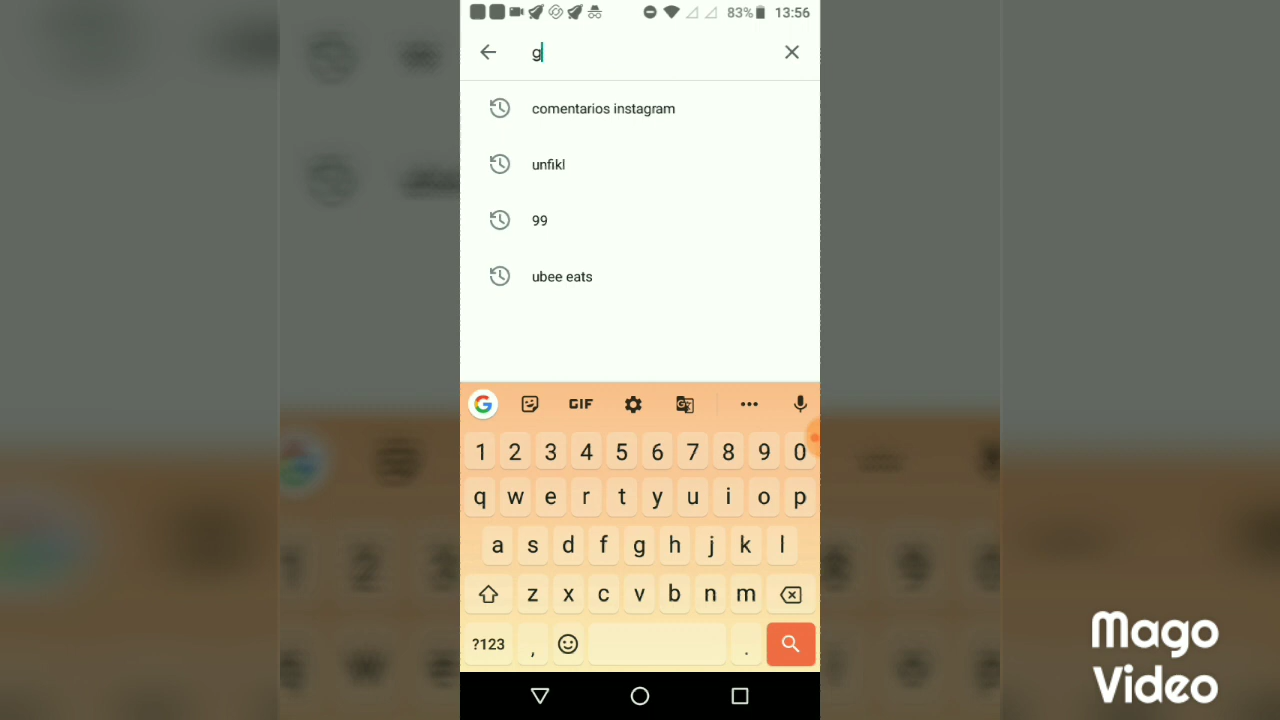 83% 13:56
g
comentarios instagram
unfikl
99
ubee eats
GIF
1 2 3 4 5 6 7 8 9 0
q w e r t y u i o p
a s d f g h j k l
z x c v b n m
?123 , .
Mago
Video